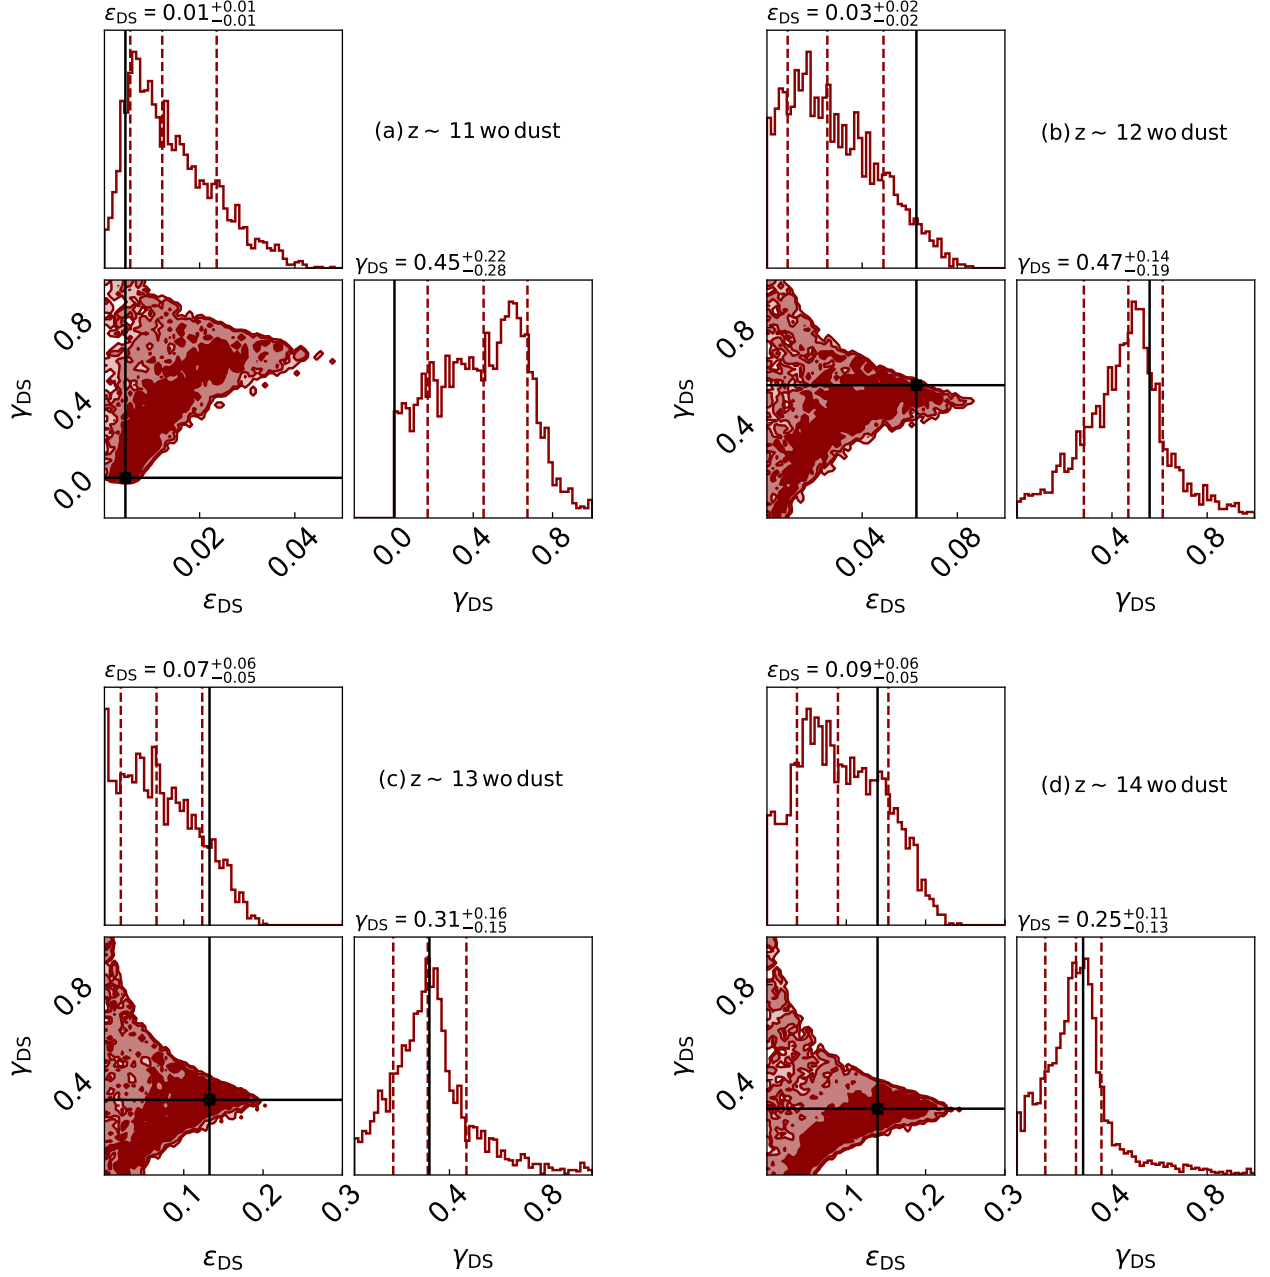 ε_DS = 0.01^{+0.01}_{−0.01}
(a) z ~ 11 wo dust
γ_DS = 0.45^{+0.22}_{−0.28}
γ_DS
0.8
0.4
0.0
0.02
0.04
ε_DS
0.0
0.4
0.8
γ_DS
ε_DS = 0.03^{+0.02}_{−0.02}
(b) z ~ 12 wo dust
γ_DS = 0.47^{+0.14}_{−0.19}
γ_DS
0.8
0.4
0.04
0.08
ε_DS
0.4
0.8
γ_DS
ε_DS = 0.07^{+0.06}_{−0.05}
(c) z ~ 13 wo dust
γ_DS = 0.31^{+0.16}_{−0.15}
γ_DS
0.8
0.4
0.1
0.2
0.3
ε_DS
0.4
0.8
γ_DS
ε_DS = 0.09^{+0.06}_{−0.05}
(d) z ~ 14 wo dust
γ_DS = 0.25^{+0.11}_{−0.13}
γ_DS
0.8
0.4
0.1
0.2
0.3
ε_DS
0.4
0.8
γ_DS